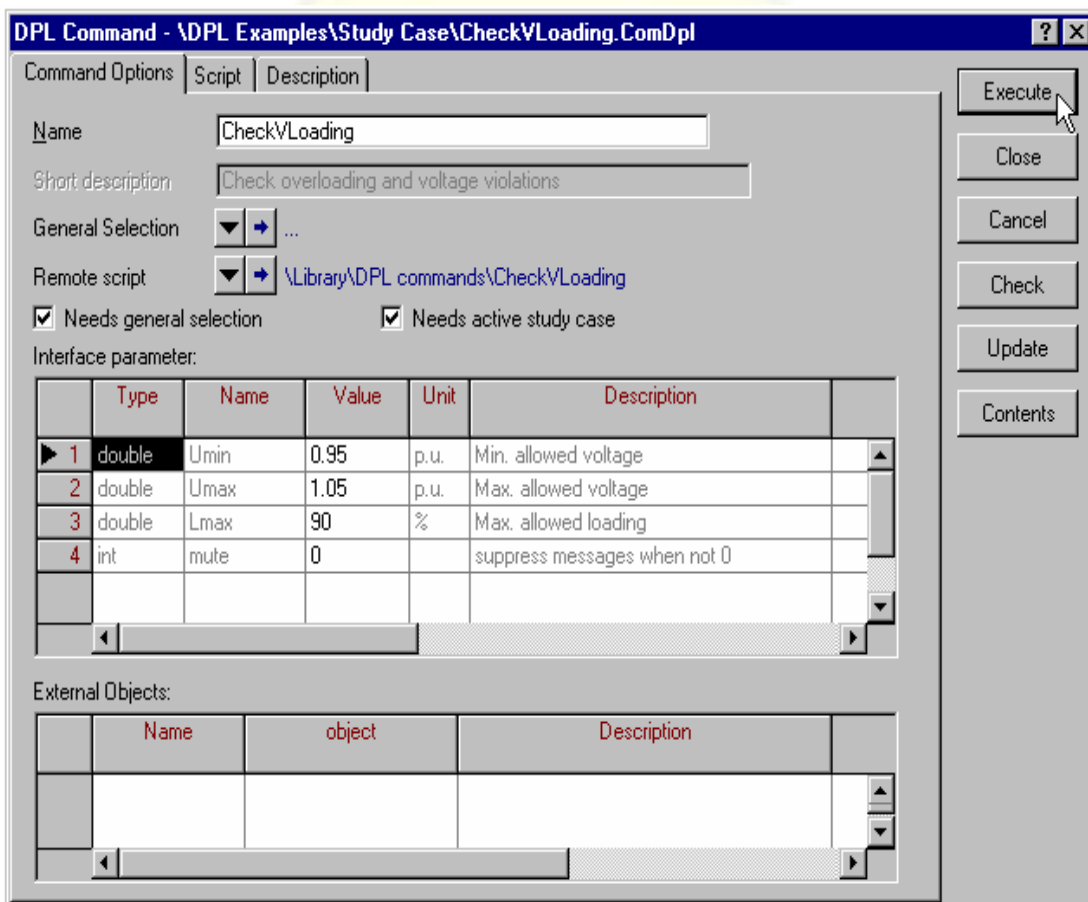 DPL Command - \DPL Examples\Study Case\CheckVLoading.ComDpl
Command Options Script Description
Execute
Name CheckVLoading
Close
Short description Check overloading and voltage violations
Cancel
General Selection ...
Remote script \Library\DPL commands\CheckVLoading
Check
Needs general selection Needs active study case
Update
Interface parameter:
Type Name Value Unit Description
Contents
1 double Umin 0.95 p.u. Min. allowed voltage
2 double Umax 1.05 p.u. Max. allowed voltage
3 double Lmax 90 % Max. allowed loading
4 int mute 0 suppress messages when not 0
External Objects:
Name object Description